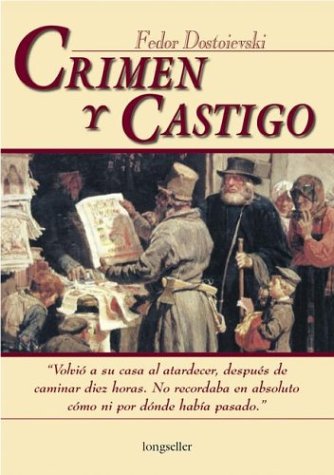 Fedor Dostoievski
CRIMEN
Y CASTIGO
“Volvió a su casa al atardecer, después de
caminar diez horas. No recordaba en absoluto
cómo ni por dónde había pasado.”
longseller